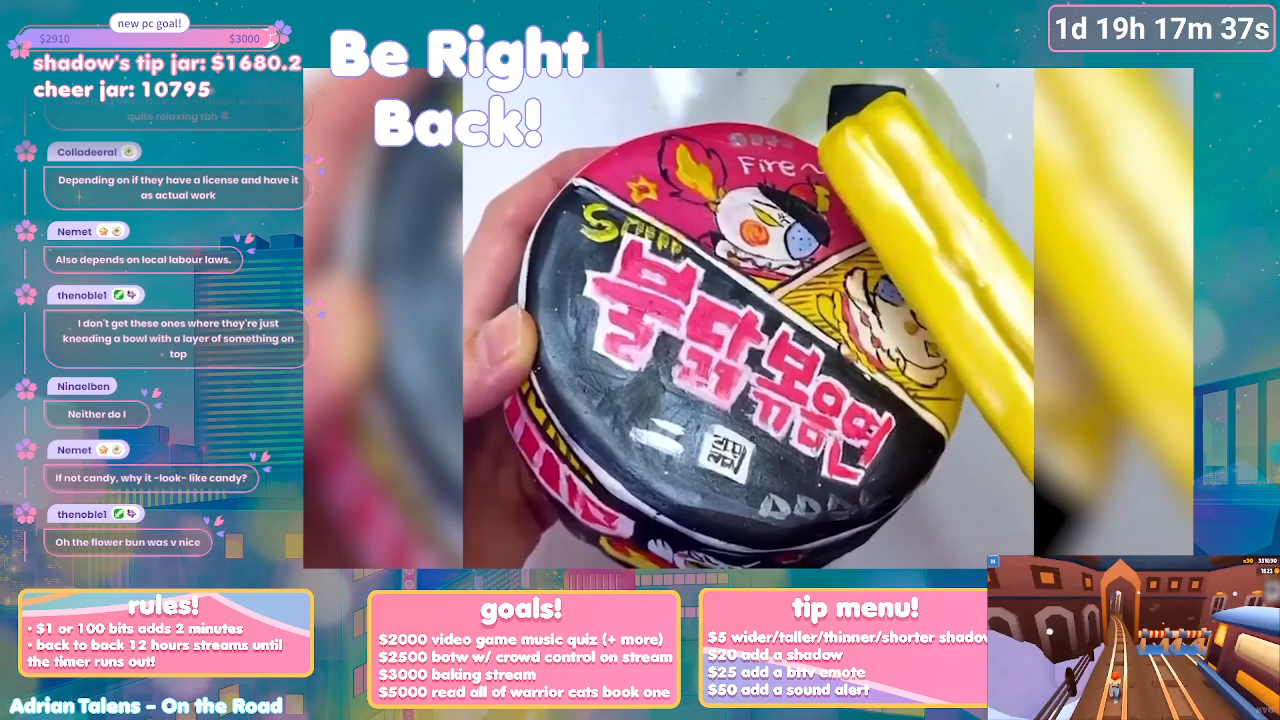 new pc goal!
$2910
$3000
shadow's tip jar: $1680.2
cheer jar: 10795
quite relaxing tbh
Colladeeral
Depending on if they have a license and have it
as actual work
Nemet
Also depends on local labour laws.
thenoble1
I don't get these ones where they're just
kneading a bowl with a layer of something on
top
Ninaelben
Neither do I
Nemet
If not candy, why it -look- like candy?
thenoble1
Oh the flower bun was v nice
Be Right
Back!
1d 19h 17m 37s
Fire~
불닭볶음면
rules!
• $1 or 100 bits adds 2 minutes
• back to back 12 hours streams until
the timer runs out!
goals!
$2000 video game music quiz (+ more)
$2500 botw w/ crowd control on stream
$3000 baking stream
$5000 read all of warrior cats book one
tip menu!
$5 wider/taller/thinner/shorter shadow
$20 add a shadow
$25 add a bttv emote
$50 add a sound alert
Adrian Talens - On the Road
x30 331690
1823